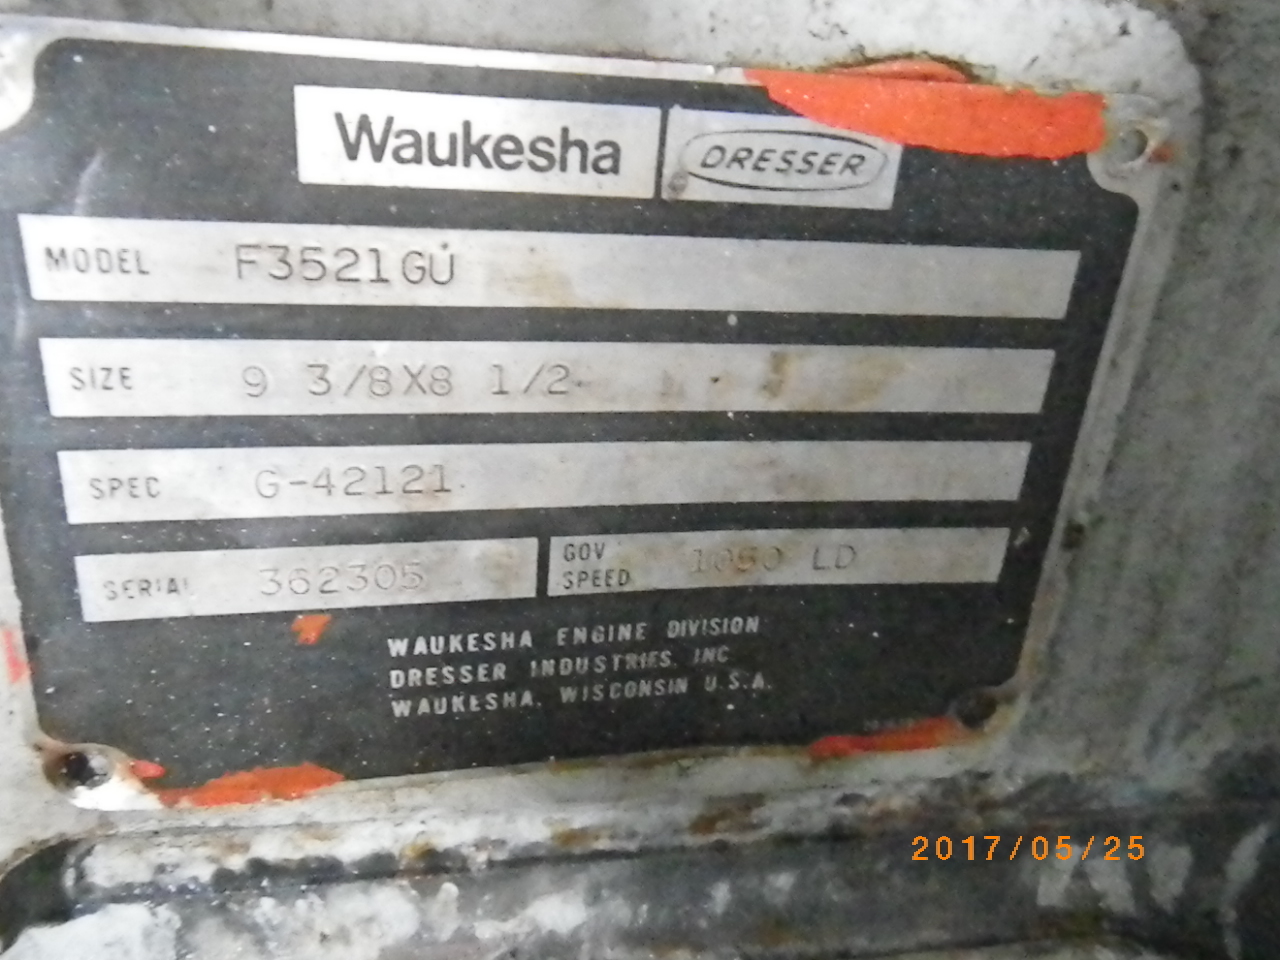 Waukesha DRESSER
MODEL F3521GU
SIZE 9 3/8X8 1/2
SPEC G-42121
SERIAL 362305
GOV SPEED 1050 LD
WAUKESHA ENGINE DIVISION
DRESSER INDUSTRIES, INC
WAUKESHA, WISCONSIN U.S.A.
2017/05/25